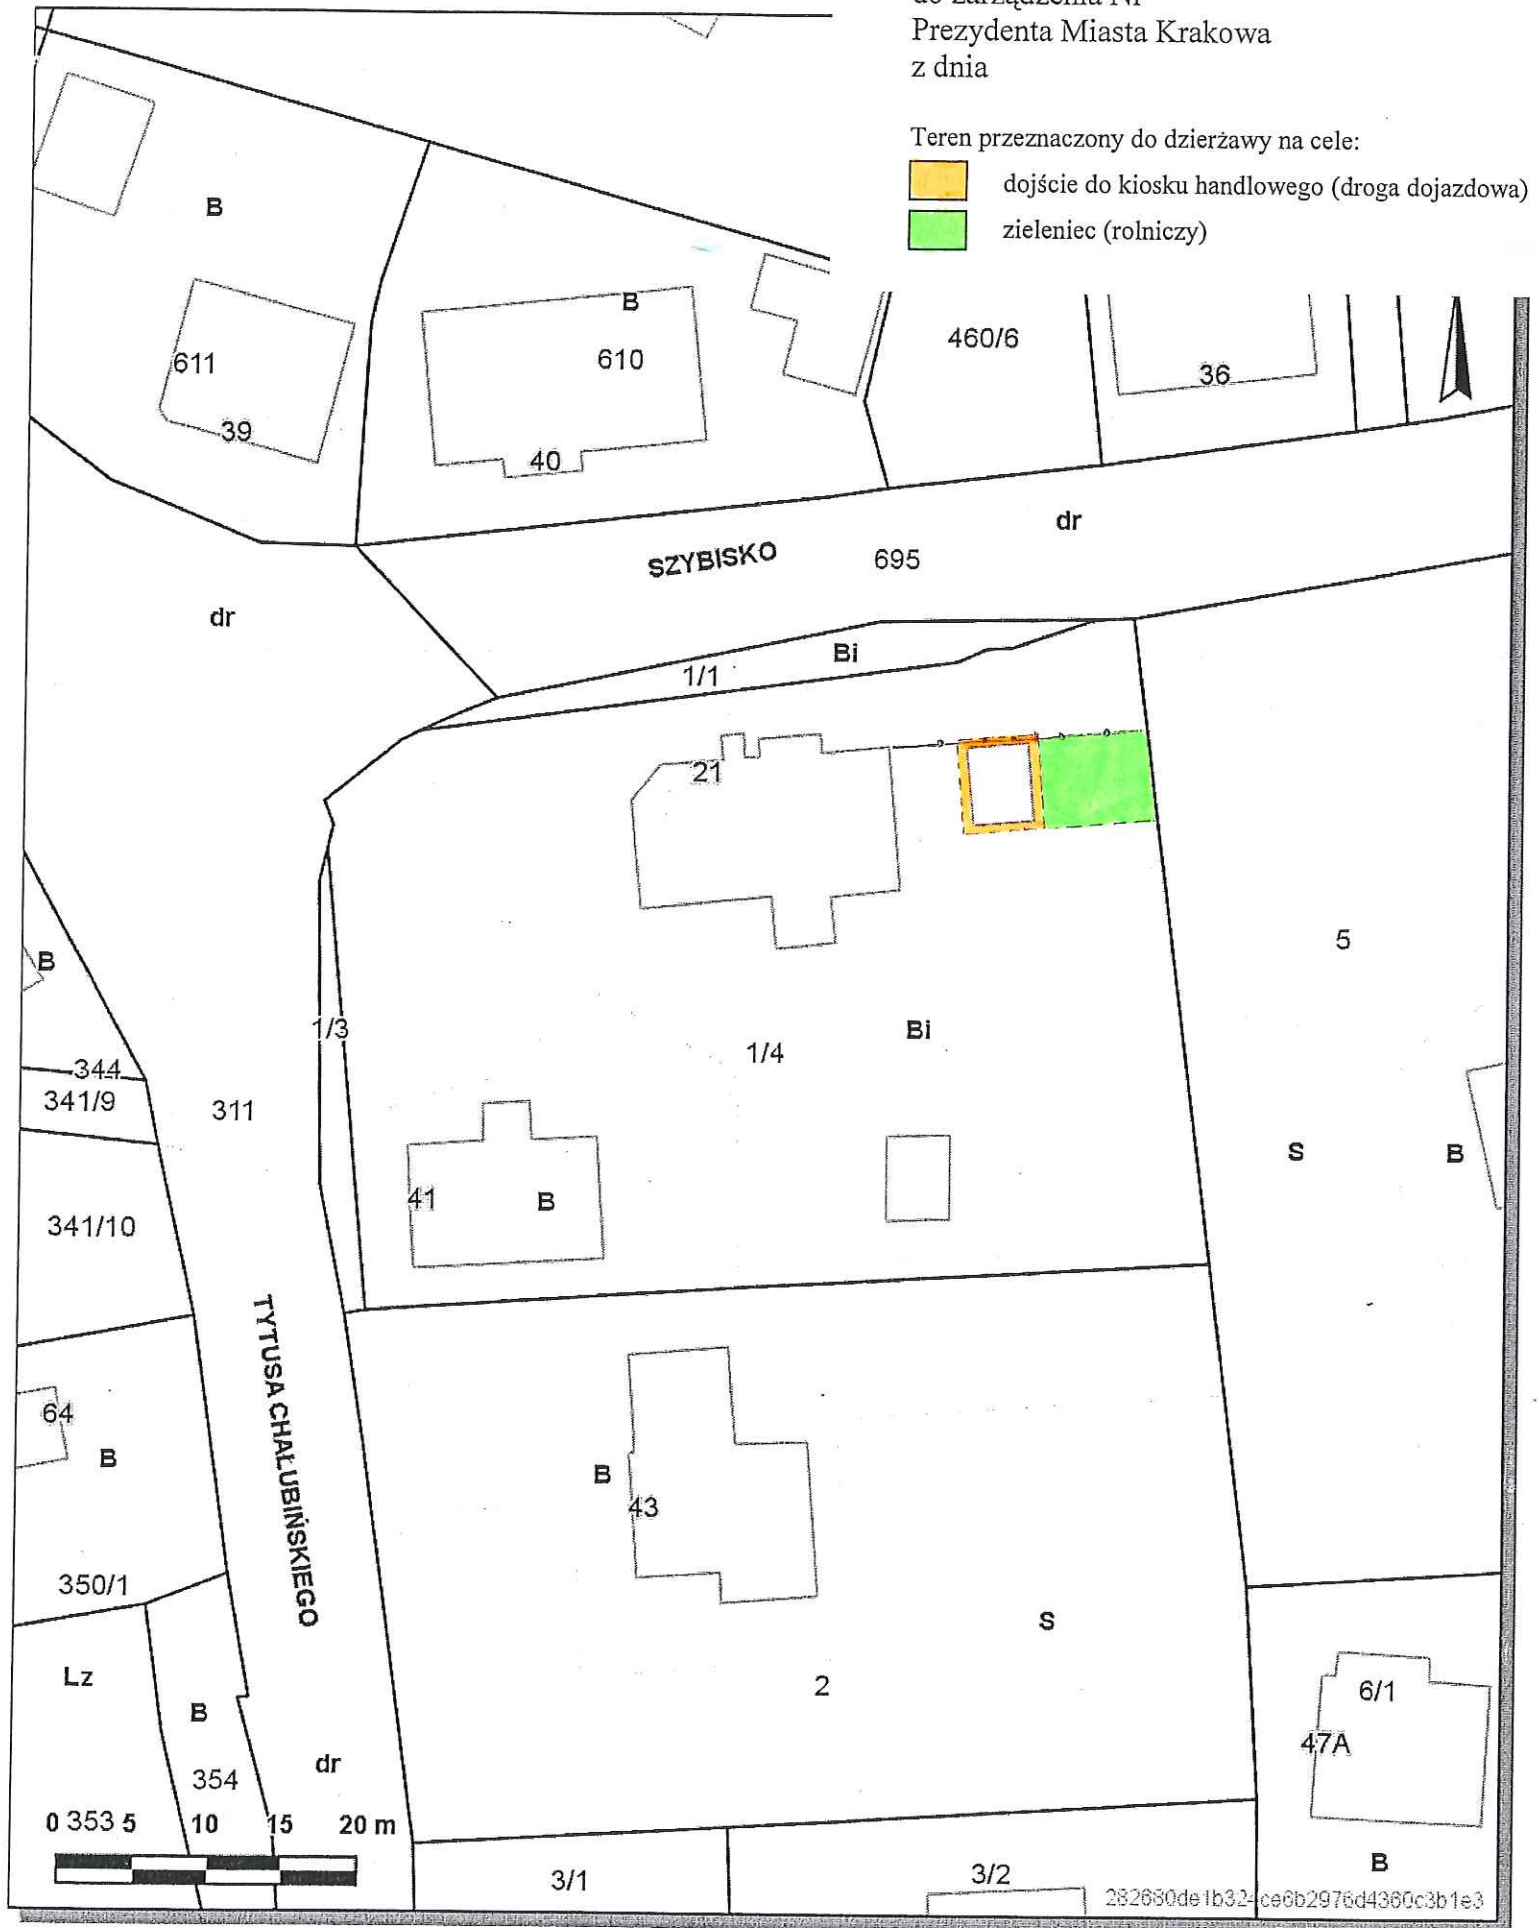 do zarządzenia Nr
Prezydenta Miasta Krakowa
z dnia
Teren przeznaczony do dzierżawy na cele:
dojście do kiosku handlowego (droga dojazdowa)
zieleniec (rolniczy)
B
B
611
610
460/6
36
39
40
dr
SZYBISKO
695
dr
Bi
1/1
21
5
B
1/3
Bi
1/4
344
341/9
311
S
B
41
B
341/10
TYTUSA CHAŁUBIŃSKIEGO
64
B
B
43
350/1
S
Lz
2
6/1
B
47A
dr
354
0 353 5 10 15 20 m
B
3/1
3/2